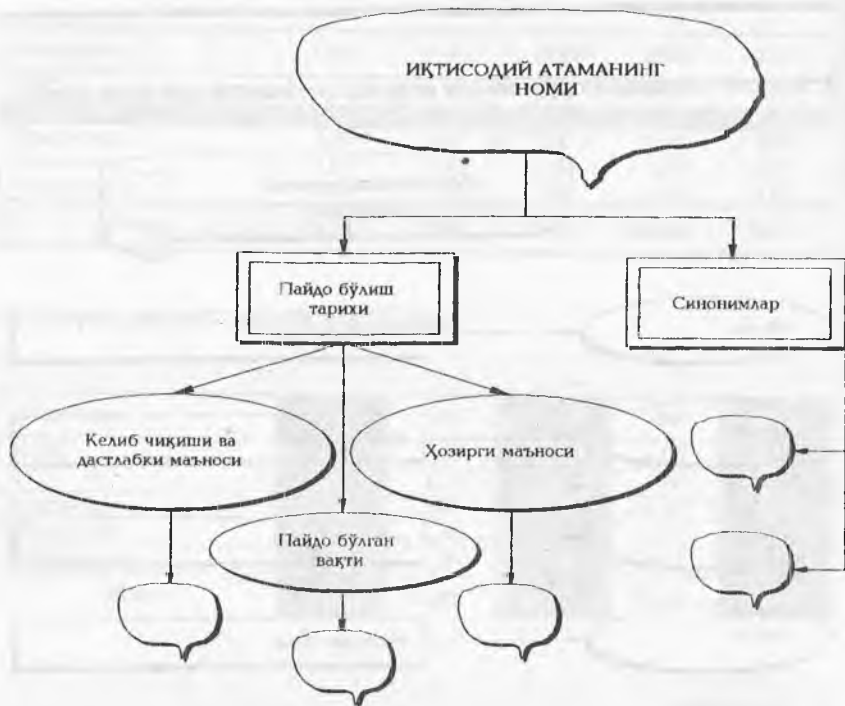 ИҚТИСОДИЙ АТАМАНИНГ
НОМИ
Пайдо бўлиш
тарихи
Синонимлар
Келиб чиқиши ва
дастлабки маъноси
Ҳозирги маъноси
Пайдо бўлган
вақти